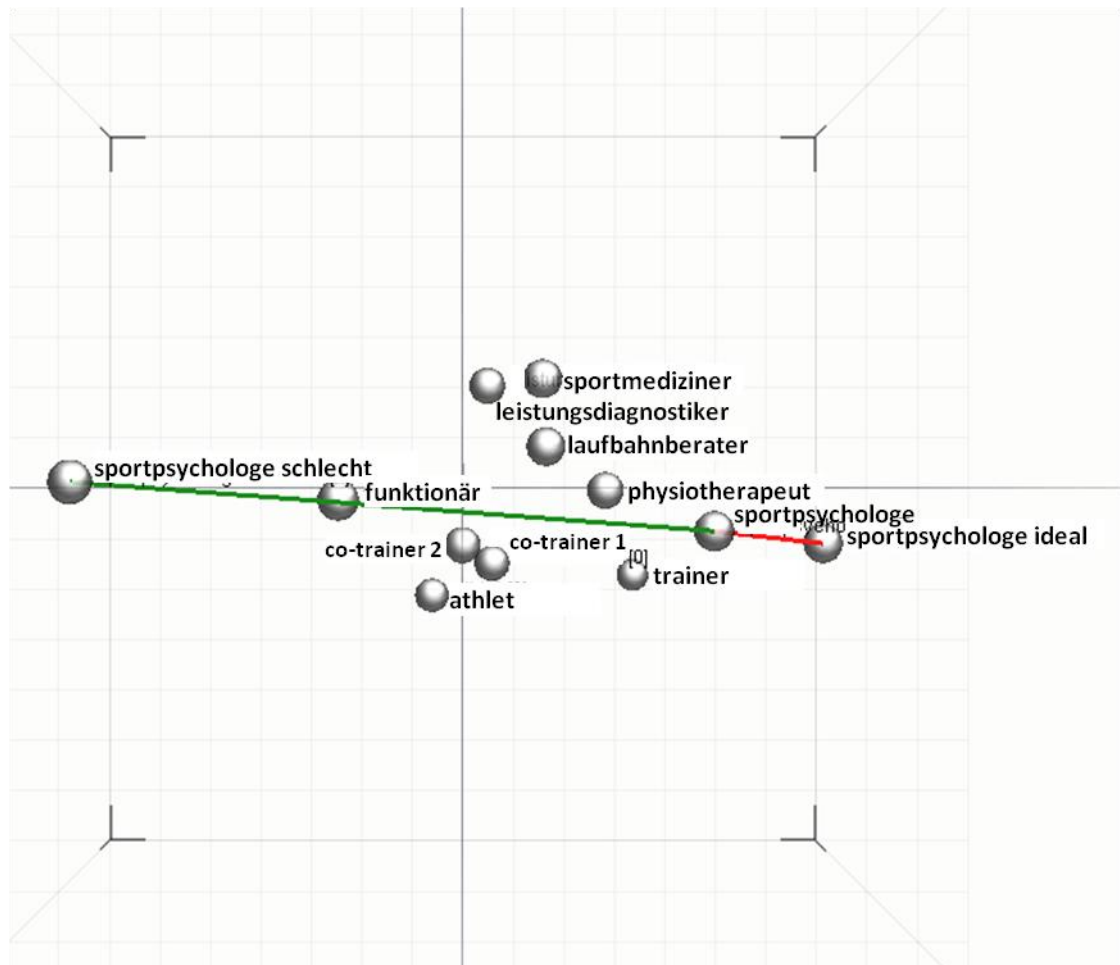 sportmediziner
leistungsdiagnostiker
laufbahnberater
sportpsychologe schlecht
funktionär
physiotherapeut
sportpsychologe
sportpsychologe ideal
co-trainer 2
co-trainer 1
[0]
trainer
athlet